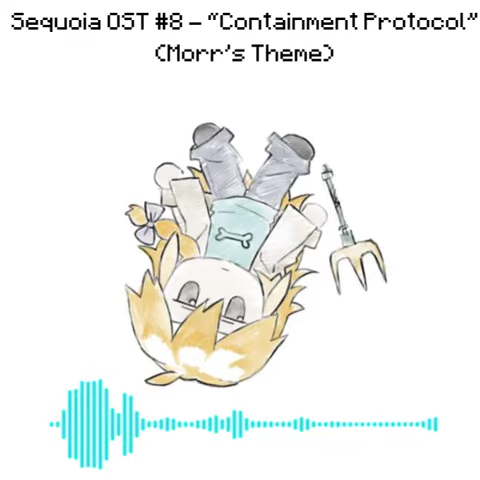 Sequoia OST #8 – “Containment Protocol”
(Morr’s Theme)